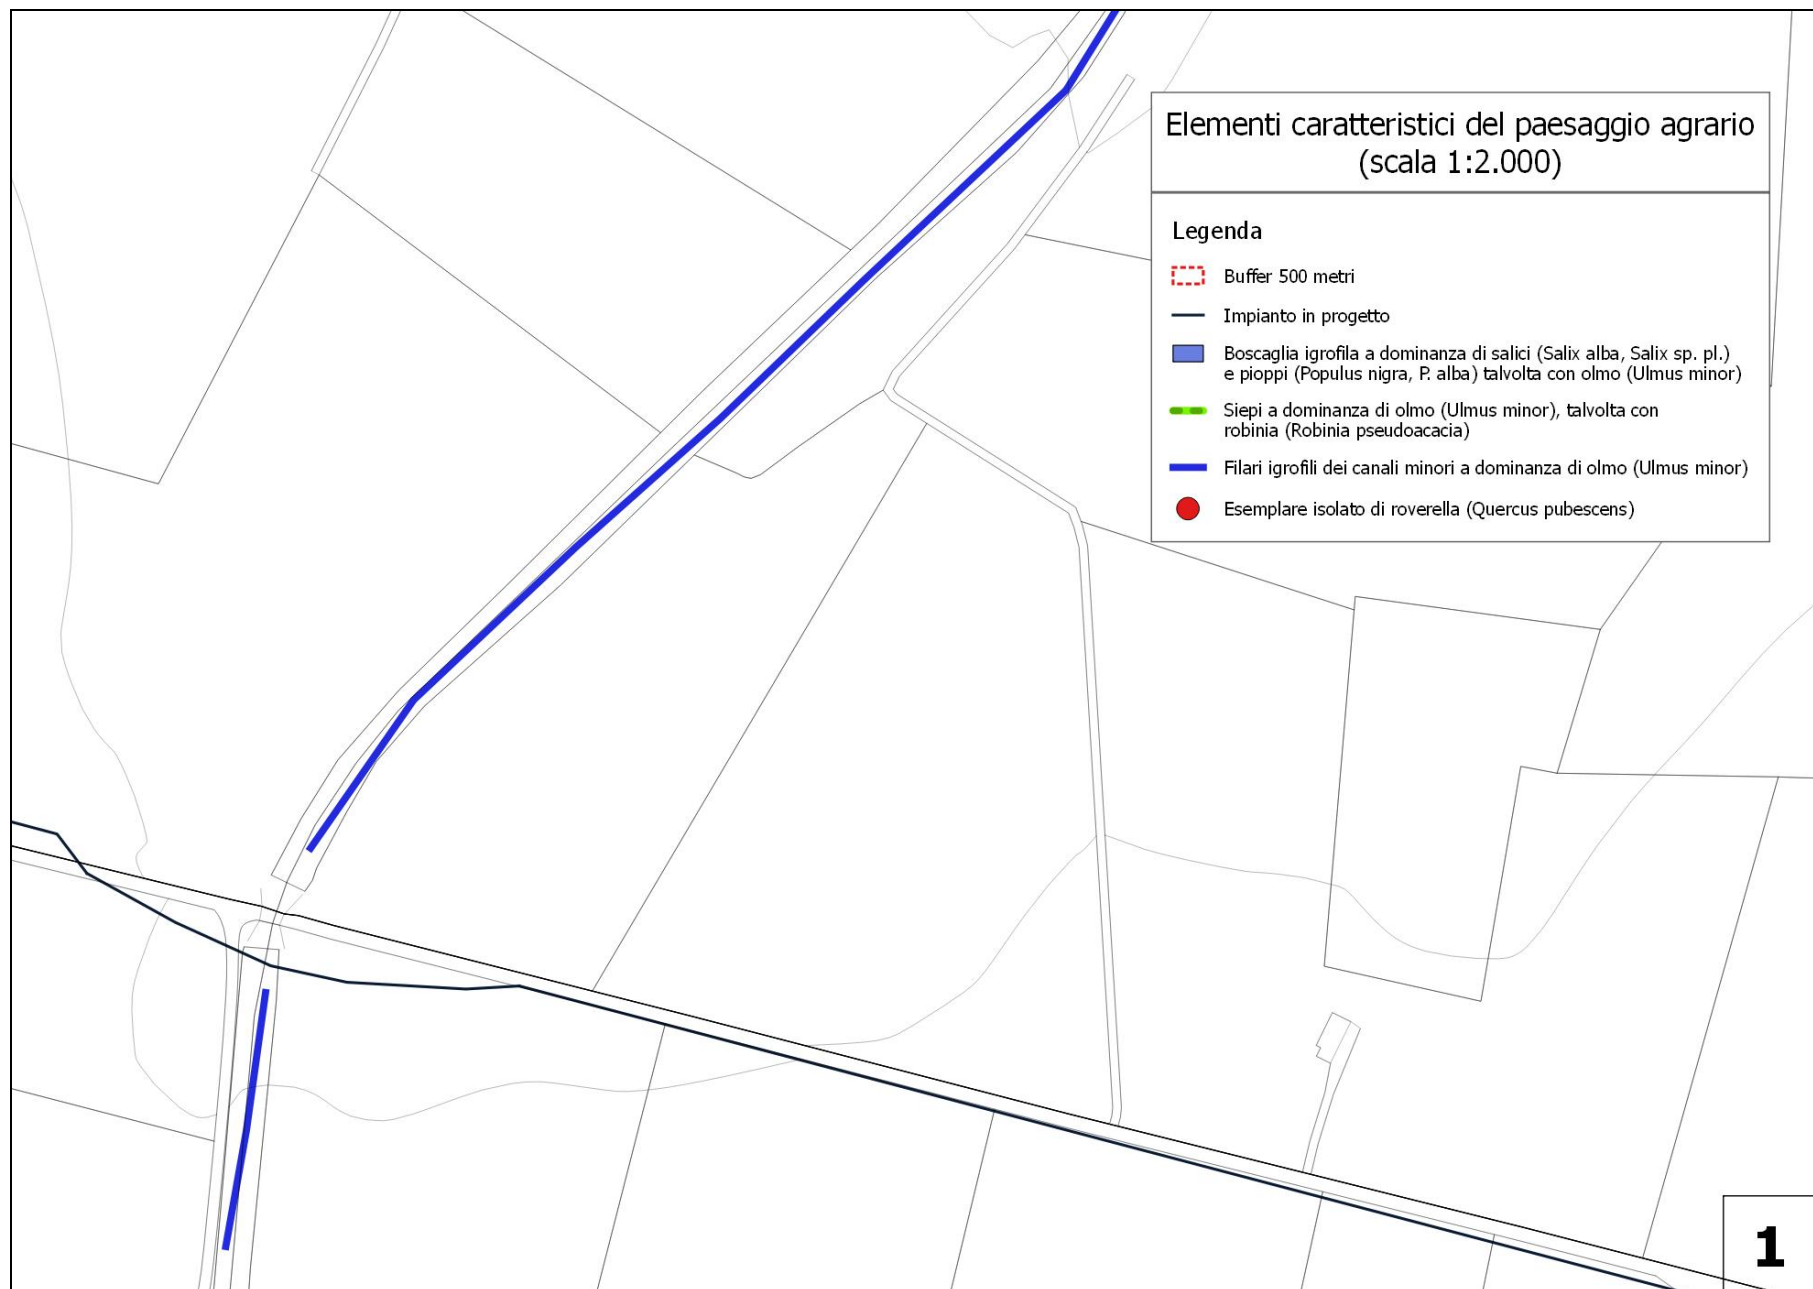 Elementi caratteristici del paesaggio agrario
(scala 1:2.000)
Legenda
Buffer 500 metri
Impianto in progetto
Boscaglia igrofila a dominanza di salici (Salix alba, Salix sp. pl.)
e pioppi (Populus nigra, P. alba) talvolta con olmo (Ulmus minor)
Siepi a dominanza di olmo (Ulmus minor), talvolta con
robinia (Robinia pseudoacacia)
Filari igrofili dei canali minori a dominanza di olmo (Ulmus minor)
Esemplare isolato di roverella (Quercus pubescens)
1